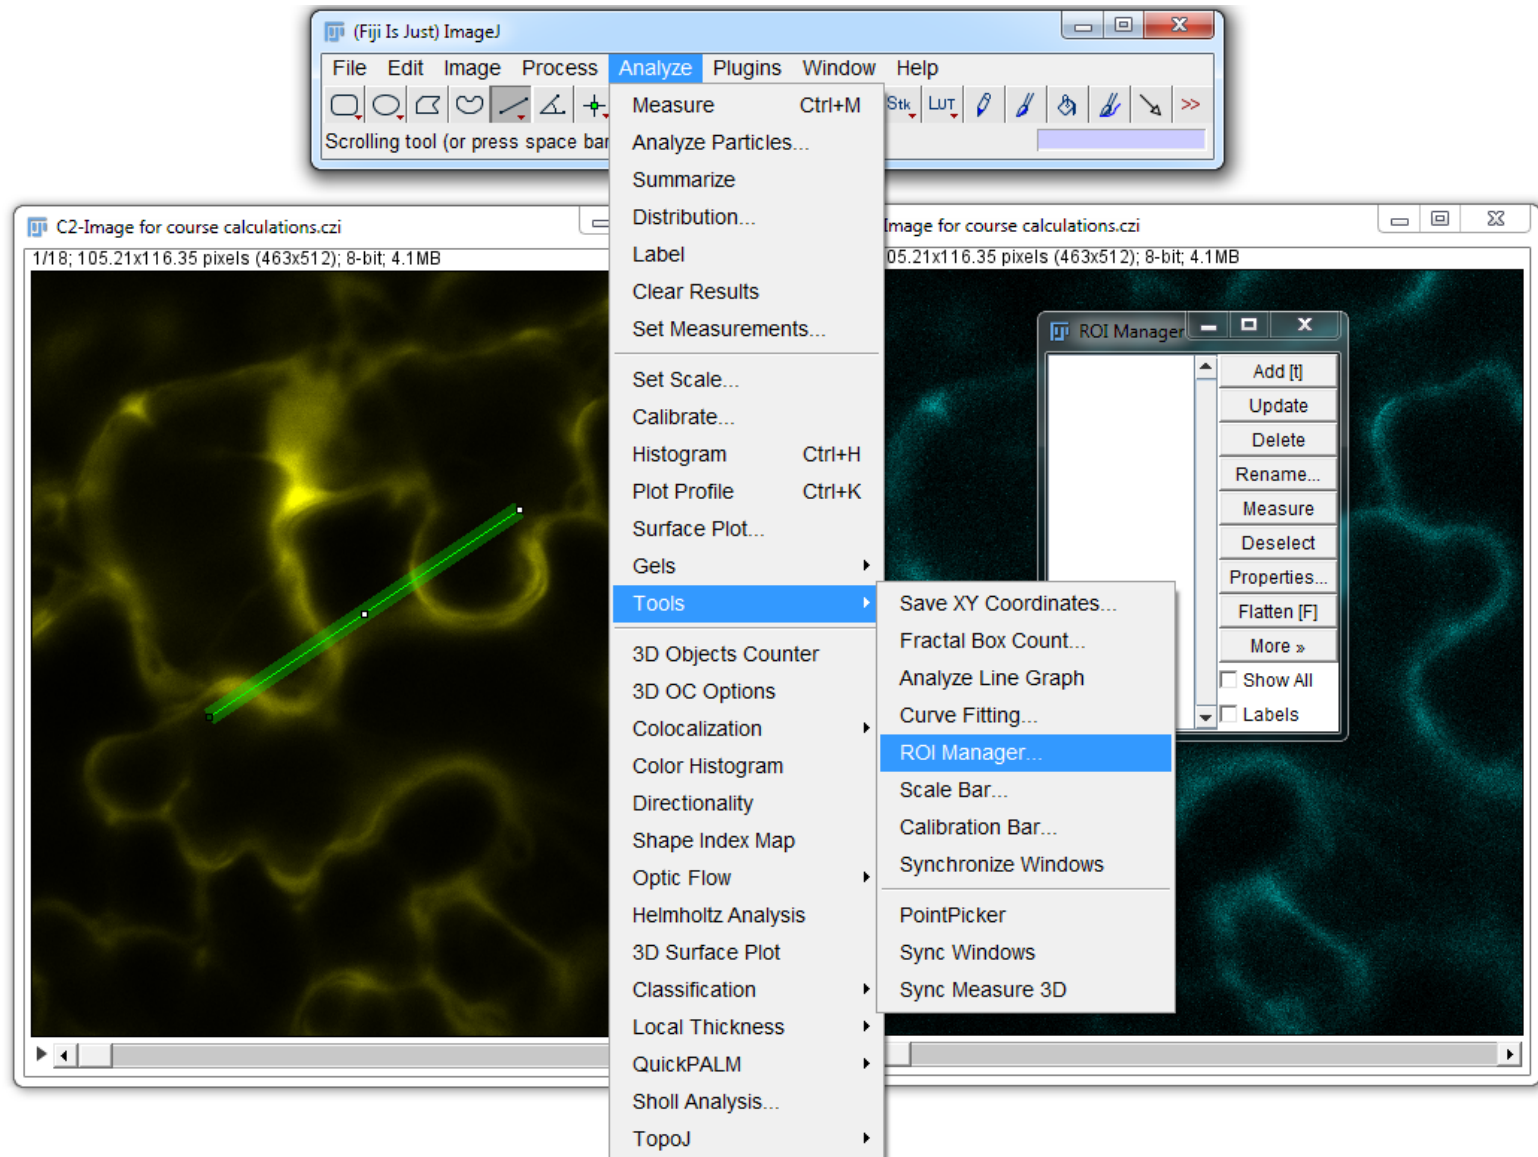 (Fiji Is Just) ImageJ
File Edit Image Process Analyze Plugins Window Help
Stk LUT >>
Scrolling tool (or press space bar
Measure Ctrl+M
Analyze Particles...
Summarize
Distribution...
Label
Clear Results
Set Measurements...
Set Scale...
Calibrate...
Histogram Ctrl+H
Plot Profile Ctrl+K
Surface Plot...
Gels
Tools
3D Objects Counter
3D OC Options
Colocalization
Color Histogram
Directionality
Shape Index Map
Optic Flow
Helmholtz Analysis
3D Surface Plot
Classification
Local Thickness
QuickPALM
Sholl Analysis...
TopoJ
Save XY Coordinates...
Fractal Box Count...
Analyze Line Graph
Curve Fitting...
ROI Manager...
Scale Bar...
Calibration Bar...
Synchronize Windows
PointPicker
Sync Windows
Sync Measure 3D
C2-Image for course calculations.czi
1/18; 105.21x116.35 pixels (463x512); 8-bit; 4.1MB
Image for course calculations.czi
05.21x116.35 pixels (463x512); 8-bit; 4.1MB
ROI Manager
Add [t]
Update
Delete
Rename...
Measure
Deselect
Properties...
Flatten [F]
More »
Show All
Labels